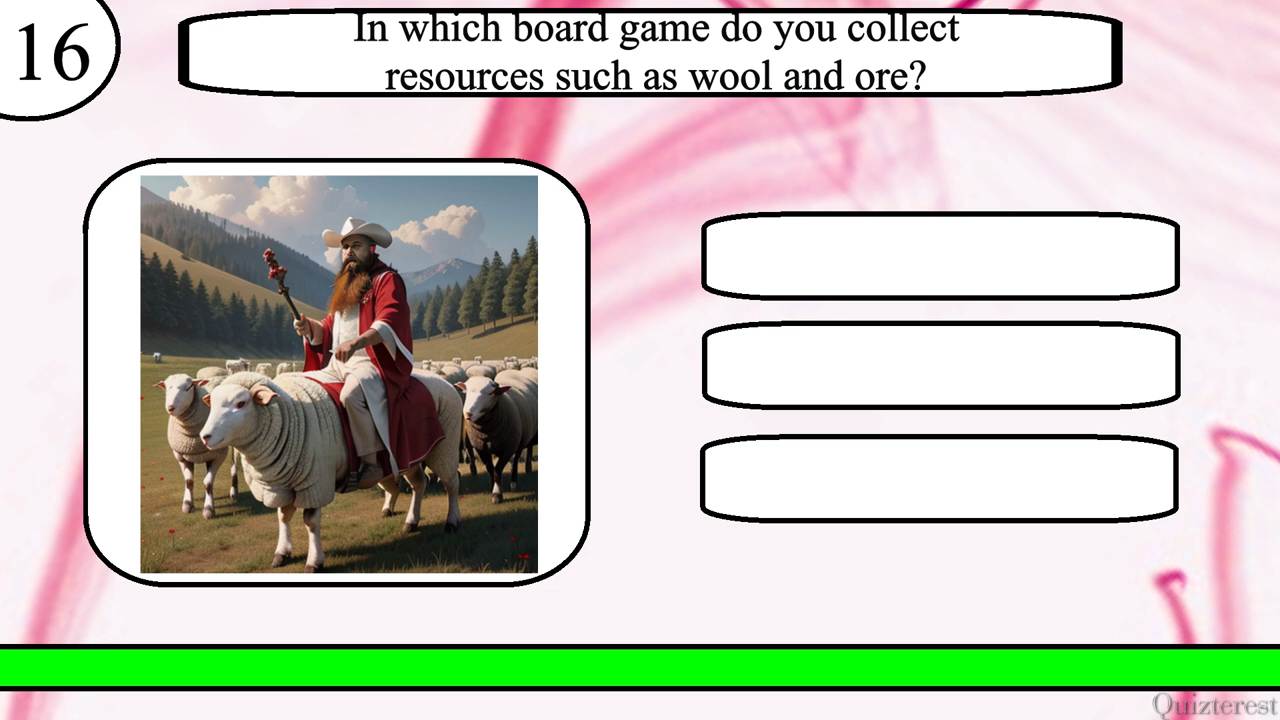 16
In which board game do you collect
resources such as wool and ore?
Quizterest